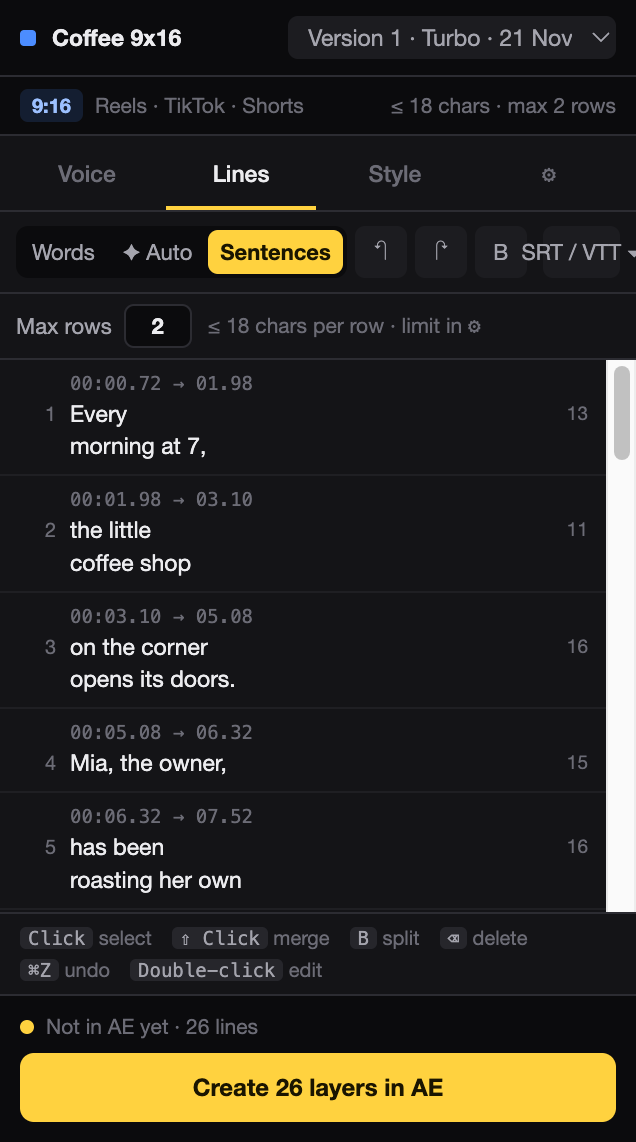 Coffee 9x16
Version 1 · Turbo · 21 Nov
9:16 Reels · TikTok · Shorts ≤ 18 chars · max 2 rows
Voice Lines Style ⚙
Words ✦ Auto Sentences ↰ ↱ B SRT / VTT
Max rows 2 ≤ 18 chars per row · limit in ⚙
00:00.72 → 01.98
1 Every 13
morning at 7,
00:01.98 → 03.10
2 the little 11
coffee shop
00:03.10 → 05.08
3 on the corner 16
opens its doors.
00:05.08 → 06.32
4 Mia, the owner, 15
00:06.32 → 07.52
5 has been 16
roasting her own
Click select ⇧ Click merge B split ⌫ delete
⌘Z undo Double-click edit
Not in AE yet · 26 lines
Create 26 layers in AE